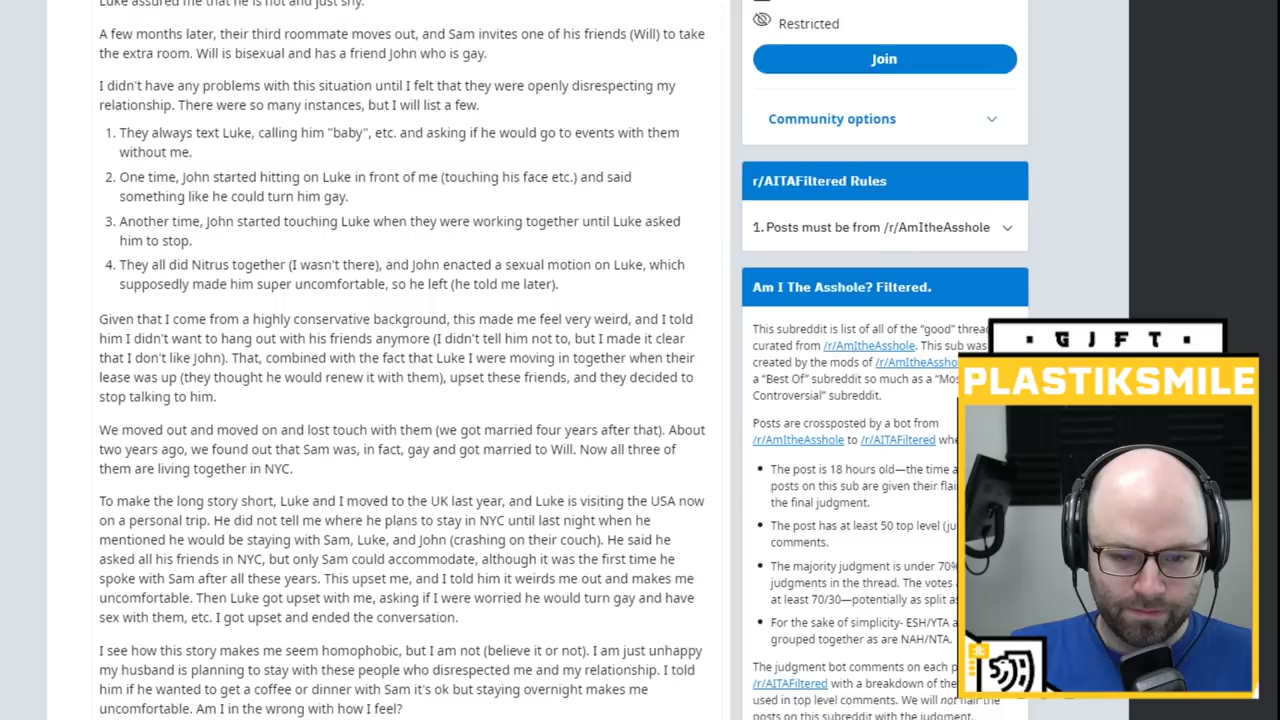 Luke assured me that he is not and just shy.
A few months later, their third roommate moves out, and Sam invites one of his friends (Will) to take
the extra room. Will is bisexual and has a friend John who is gay.
I didn't have any problems with this situation until I felt that they were openly disrespecting my
relationship. There were so many instances, but I will list a few.
1. They always text Luke, calling him "baby", etc. and asking if he would go to events with them
without me.
2. One time, John started hitting on Luke in front of me (touching his face etc.) and said
something like he could turn him gay.
3. Another time, John started touching Luke when they were working together until Luke asked
him to stop.
4. They all did Nitrus together (I wasn't there), and John enacted a sexual motion on Luke, which
supposedly made him super uncomfortable, so he left (he told me later).
Given that I come from a highly conservative background, this made me feel very weird, and I told
him I didn't want to hang out with his friends anymore (I didn't tell him not to, but I made it clear
that I don't like John). That, combined with the fact that Luke I were moving in together when their
lease was up (they thought he would renew it with them), upset these friends, and they decided to
stop talking to him.
We moved out and moved on and lost touch with them (we got married four years after that). About
two years ago, we found out that Sam was, in fact, gay and got married to Will. Now all three of
them are living together in NYC.
To make the long story short, Luke and I moved to the UK last year, and Luke is visiting the USA now
on a personal trip. He did not tell me where he plans to stay in NYC until last night when he
mentioned he would be staying with Sam, Luke, and John (crashing on their couch). He said he
asked all his friends in NYC, but only Sam could accommodate, although it was the first time he
spoke with Sam after all these years. This upset me, and I told him it weirds me out and makes me
uncomfortable. Then Luke got upset with me, asking if I were worried he would turn gay and have
sex with them, etc. I got upset and ended the conversation.
I see how this story makes me seem homophobic, but I am not (believe it or not). I am just unhappy
my husband is planning to stay with these people who disrespected me and my relationship. I told
him if he wanted to get a coffee or dinner with Sam it's ok but staying overnight makes me
uncomfortable. Am I in the wrong with how I feel?
Restricted
Join
Community options
r/AITAFiltered Rules
1. Posts must be from /r/AmItheAsshole
Am I The Asshole? Filtered.
This subreddit is list of all of the "good" threa
curated from /r/AmItheAsshole. This sub was
created by the mods of /r/AmItheAssho
a "Best Of" subreddit so much as a "Mos
Controversial" subreddit.
Posts are crossposted by a bot from
/r/AmItheAsshole to /r/AITAFiltered whe
The post is 18 hours old—the time a
posts on this sub are given their flai
the final judgment.
The post has at least 50 top level (ju
comments.
The majority judgment is under 70%
judgments in the thread. The votes
at least 70/30—potentially as split as
For the sake of simplicity- ESH/YTA a
grouped together as are NAH/NTA.
The judgment bot comments on each p
/r/AITAFiltered with a breakdown of the
used in top level comments. We will not flair the
posts on this subreddit with the judgment.
GJFT
PLASTIKSMILE